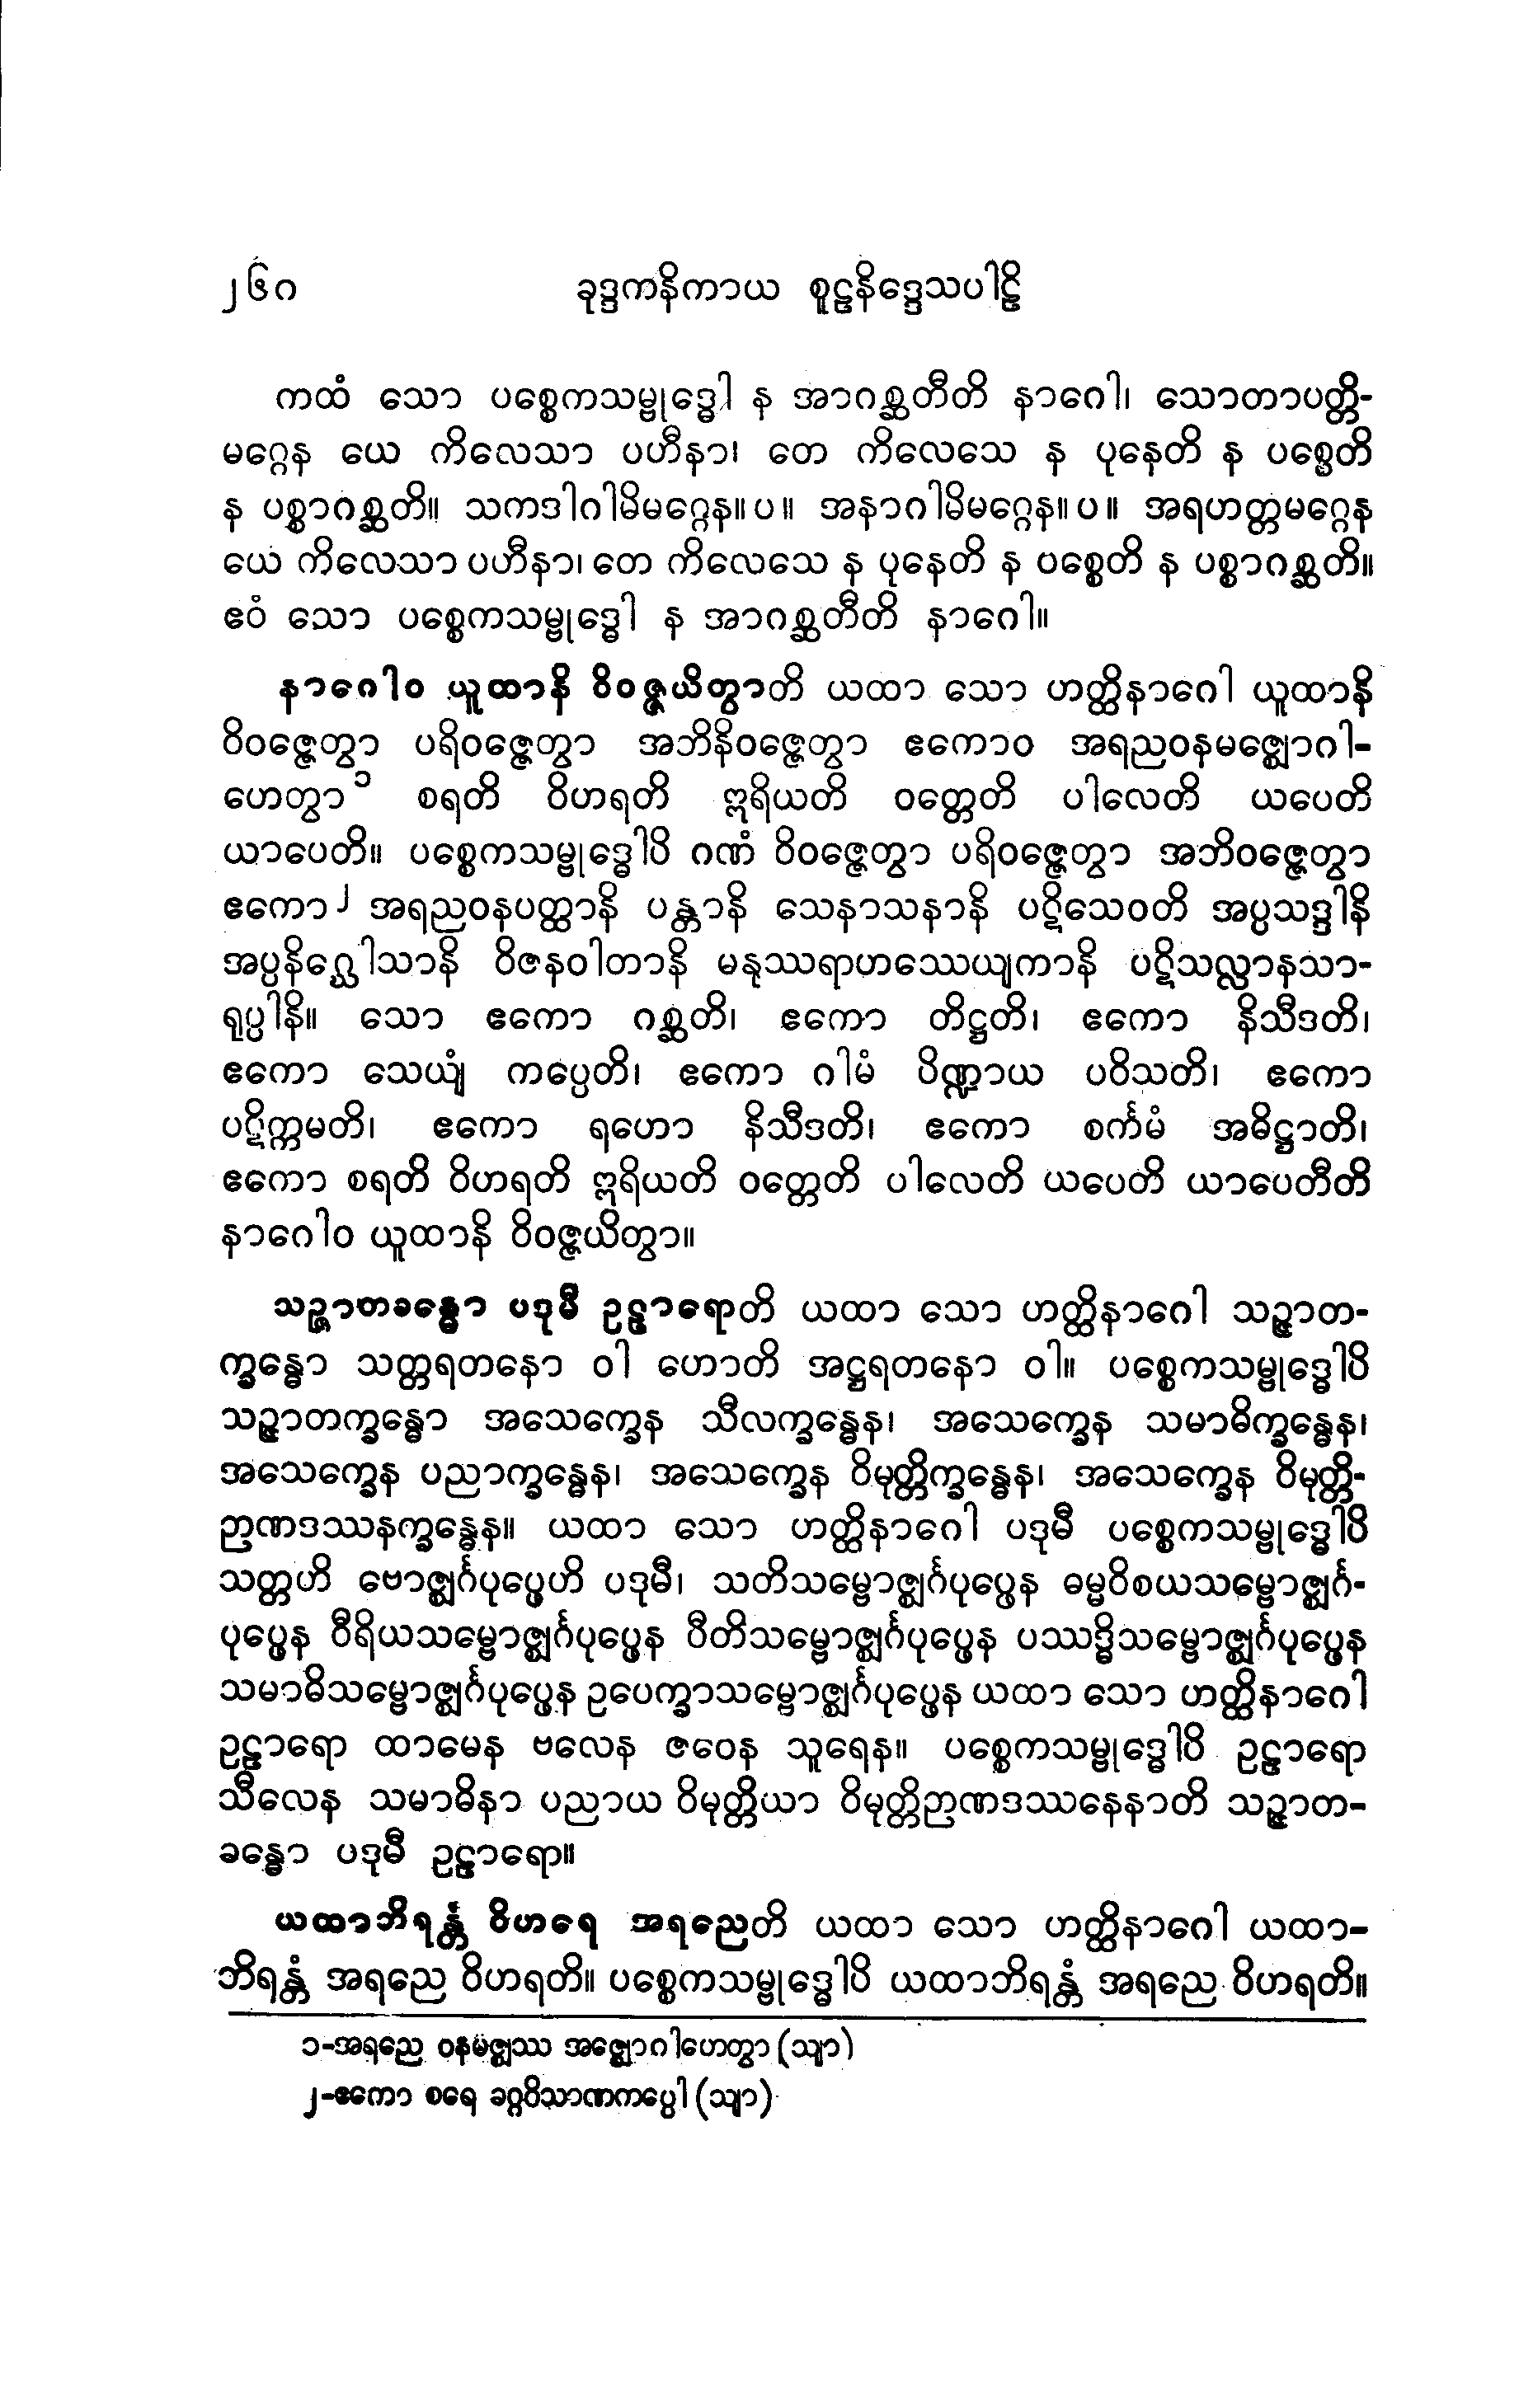 ၂၆၀ ခုဒ္ဒကနိကာယ စူဠနိဒ္ဒေသပါဠိ
ကထံ သော ပစ္စေကသမ္ဗုဒ္ဓေါ န အာဂစ္ဆတီတိ နာဂေါ၊ သောတာပတ္တိ-
မဂ္ဂေန ယေ ကိလေသာ ပဟီနာ၊ တေ ကိလေသေ န ပုနေတိ န ပစ္စေတိ
န ပစ္စာဂစ္ဆတိ။ သကဒါဂါမိမဂ္ဂေန။ ပ။ အနာဂါမိမဂ္ဂေန။ ပ။ အရဟတ္တမဂ္ဂေန
ယေ ကိလေသာ ပဟီနာ၊ တေ ကိလေသေ န ပုနေတိ န ပစ္စေတိ န ပစ္စာဂစ္ဆတိ။
ဧဝံ သော ပစ္စေကသမ္ဗုဒ္ဓေါ န အာဂစ္ဆတီတိ နာဂေါ။
နာဂေါဝ ယူထာနိ ဝိဝဇ္ဇယိတွာတိ ယထာ သော ဟတ္ထိနာဂေါ ယူထာနိ
ဝိဝဇ္ဇေတွာ ပရိဝဇ္ဇေတွာ အဘိနိဝဇ္ဇေတွာ ဧကောဝ အရညဝနမဇ္ဈောဂါ-
ဟေတွာ ၁ စရတိ ဝိဟရတိ ဣရိယတိ ဝတ္တေတိ ပါလေတိ ယပေတိ
ယာပေတိ။ ပစ္စေကသမ္ဗုဒ္ဓေါပိ ဂဏံ ဝိဝဇ္ဇေတွာ ပရိဝဇ္ဇေတွာ အဘိဝဇ္ဇေတွာ
ဧကော ၂ အရညဝနပတ္ထာနိ ပန္တာနိ သေနာသနာနိ ပဋိသေဝတိ အပ္ပသဒ္ဒါနိ
အပ္ပနိဂ္ဃေါသာနိ ဝိဇနဝါတာနိ မနုဿရာဟဿေယျကာနိ ပဋိသလ္လာနသာ-
ရုပ္ပါနိ။ သော ဧကော ဂစ္ဆတိ၊ ဧကော တိဋ္ဌတိ၊ ဧကော နိသီဒတိ၊
ဧကော သေယျံ ကပ္ပေတိ၊ ဧကော ဂါမံ ပိဏ္ဍာယ ပဝိသတိ၊ ဧကော
ပဋိက္ကမတိ၊ ဧကော ရဟော နိသီဒတိ၊ ဧကော စင်္ကမံ အဓိဋ္ဌာတိ၊
ဧကော စရတိ ဝိဟရတိ ဣရိယတိ ဝတ္တေတိ ပါလေတိ ယပေတိ ယာပေတီတိ
နာဂေါဝ ယူထာနိ ဝိဝဇ္ဇယိတွာ။
သဉ္ဇာတခန္ဓော ပဒုမီ ဥဠာရောတိ ယထာ သော ဟတ္ထိနာဂေါ သဉ္ဇာတ-
က္ခန္ဓော သတ္တရတနော ဝါ ဟောတိ အဋ္ဌရတနော ဝါ။ ပစ္စေကသမ္ဗုဒ္ဓေါပိ
သဉ္ဇာတက္ခန္ဓော အသေက္ခေန သီလက္ခန္ဓေန၊ အသေက္ခေန သမာဓိက္ခန္ဓေန၊
အသေက္ခေန ပညာက္ခန္ဓေန၊ အသေက္ခေန ဝိမုတ္တိက္ခန္ဓေန၊ အသေက္ခေန ဝိမုတ္တိ-
ဉာဏဒဿနက္ခန္ဓေန။ ယထာ သော ဟတ္ထိနာဂေါ ပဒုမီ ပစ္စေကသမ္ဗုဒ္ဓေါပိ
သတ္တဟိ ဗောဇ္ဈင်္ဂပုပ္ဖေဟိ ပဒုမီ၊ သတိသမ္ဗောဇ္ဈင်္ဂပုပ္ဖေန ဓမ္မဝိစယသမ္ဗောဇ္ဈင်္ဂ-
ပုပ္ဖေန ဝီရိယသမ္ဗောဇ္ဈင်္ဂပုပ္ဖေန ပီတိသမ္ဗောဇ္ဈင်္ဂပုပ္ဖေန ပဿဒ္ဓိသမ္ဗောဇ္ဈင်္ဂပုပ္ဖေန
သမာဓိသမ္ဗောဇ္ဈင်္ဂပုပ္ဖေန ဥပေက္ခာသမ္ဗောဇ္ဈင်္ဂပုပ္ဖေန ယထာ သော ဟတ္ထိနာဂေါ
ဥဠာရော ထာမေန ဗလေန ဇဝေန သူရေန။ ပစ္စေကသမ္ဗုဒ္ဓေါပိ ဥဠာရော
သီလေန သမာဓိနာ ပညာယ ဝိမုတ္တိယာ ဝိမုတ္တိဉာဏဒဿနေနာတိ သဉ္ဇာတ-
ခန္ဓော ပဒုမီ ဥဠာရော။
ယထာဘိရန္တံ ဝိဟရေ အရညေတိ ယထာ သော ဟတ္ထိနာဂေါ ယထာ-
ဘိရန္တံ အရညေ ဝိဟရတိ။ ပစ္စေကသမ္ဗုဒ္ဓေါပိ ယထာဘိရန္တံ အရညေ ဝိဟရတိ။
၁-အရညေ ဝနမဇ္ဈဿ အဇ္ဈောဂါဟေတွာ (သျာ)
၂-ဧကော စရေ ခဂ္ဂဝိသာဏကပ္ပေါ (သျာ)